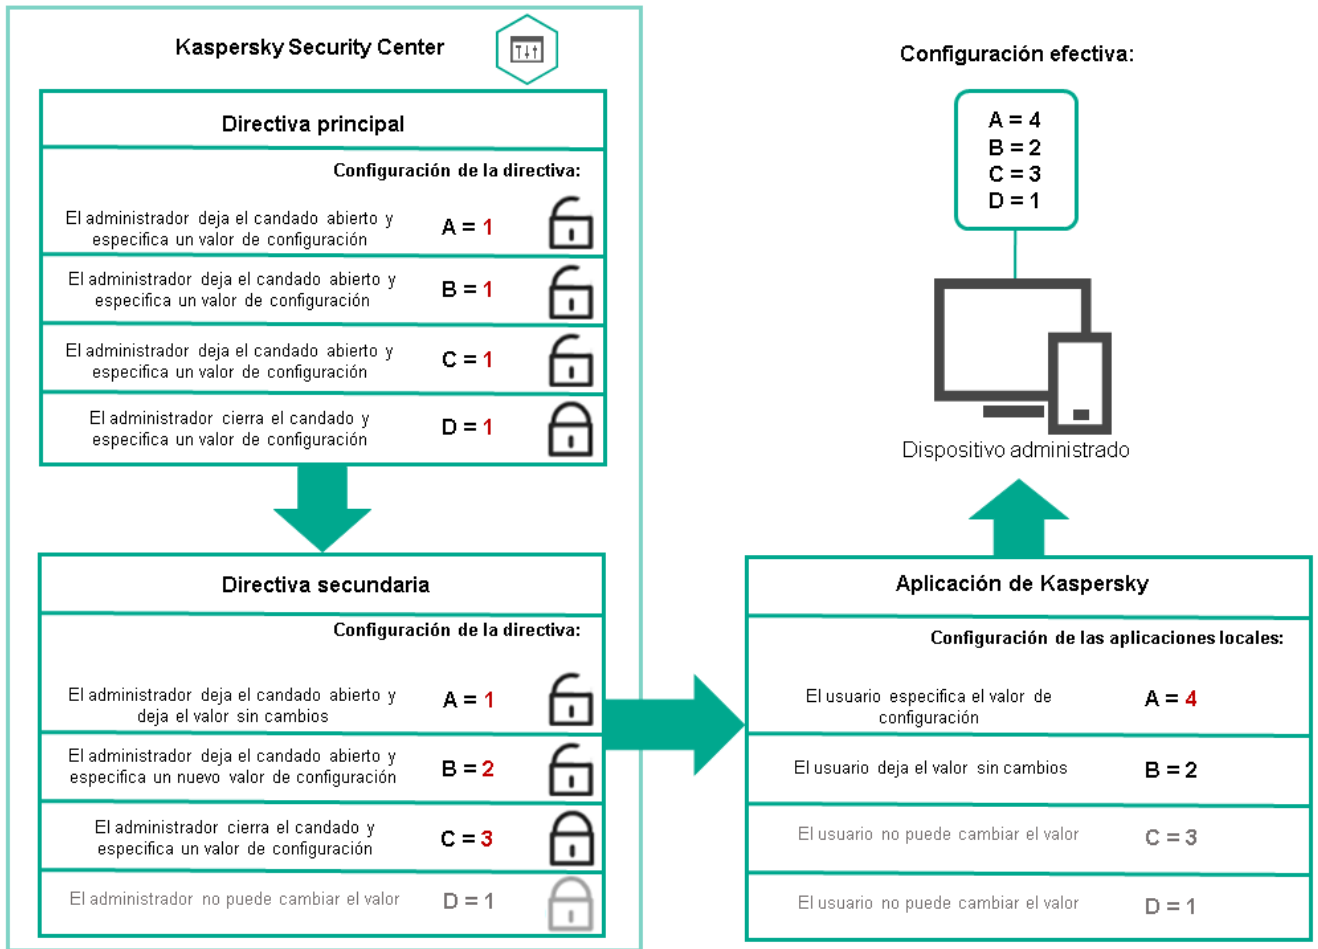 Kaspersky Security Center
Directiva principal
Configuración de la directiva:
El administrador deja el candado abierto y
especifica un valor de configuración
A = 1
El administrador deja el candado abierto y
especifica un valor de configuración
B = 1
El administrador deja el candado abierto y
especifica un valor de configuración
C = 1
El administrador cierra el candado y
especifica un valor de configuración
D = 1
Directiva secundaria
Configuración de la directiva:
El administrador deja el candado abierto y
deja el valor sin cambios
A = 1
El administrador deja el candado abierto y
especifica un nuevo valor de configuración
B = 2
El administrador cierra el candado y
especifica un valor de configuración
C = 3
El administrador no puede cambiar el valor
D = 1
Configuración efectiva:
A = 4
B = 2
C = 3
D = 1
Dispositivo administrado
Aplicación de Kaspersky
Configuración de las aplicaciones locales:
El usuario especifica el valor de
configuración
A = 4
El usuario deja el valor sin cambios
B = 2
El usuario no puede cambiar el valor
C = 3
El usuario no puede cambiar el valor
D = 1